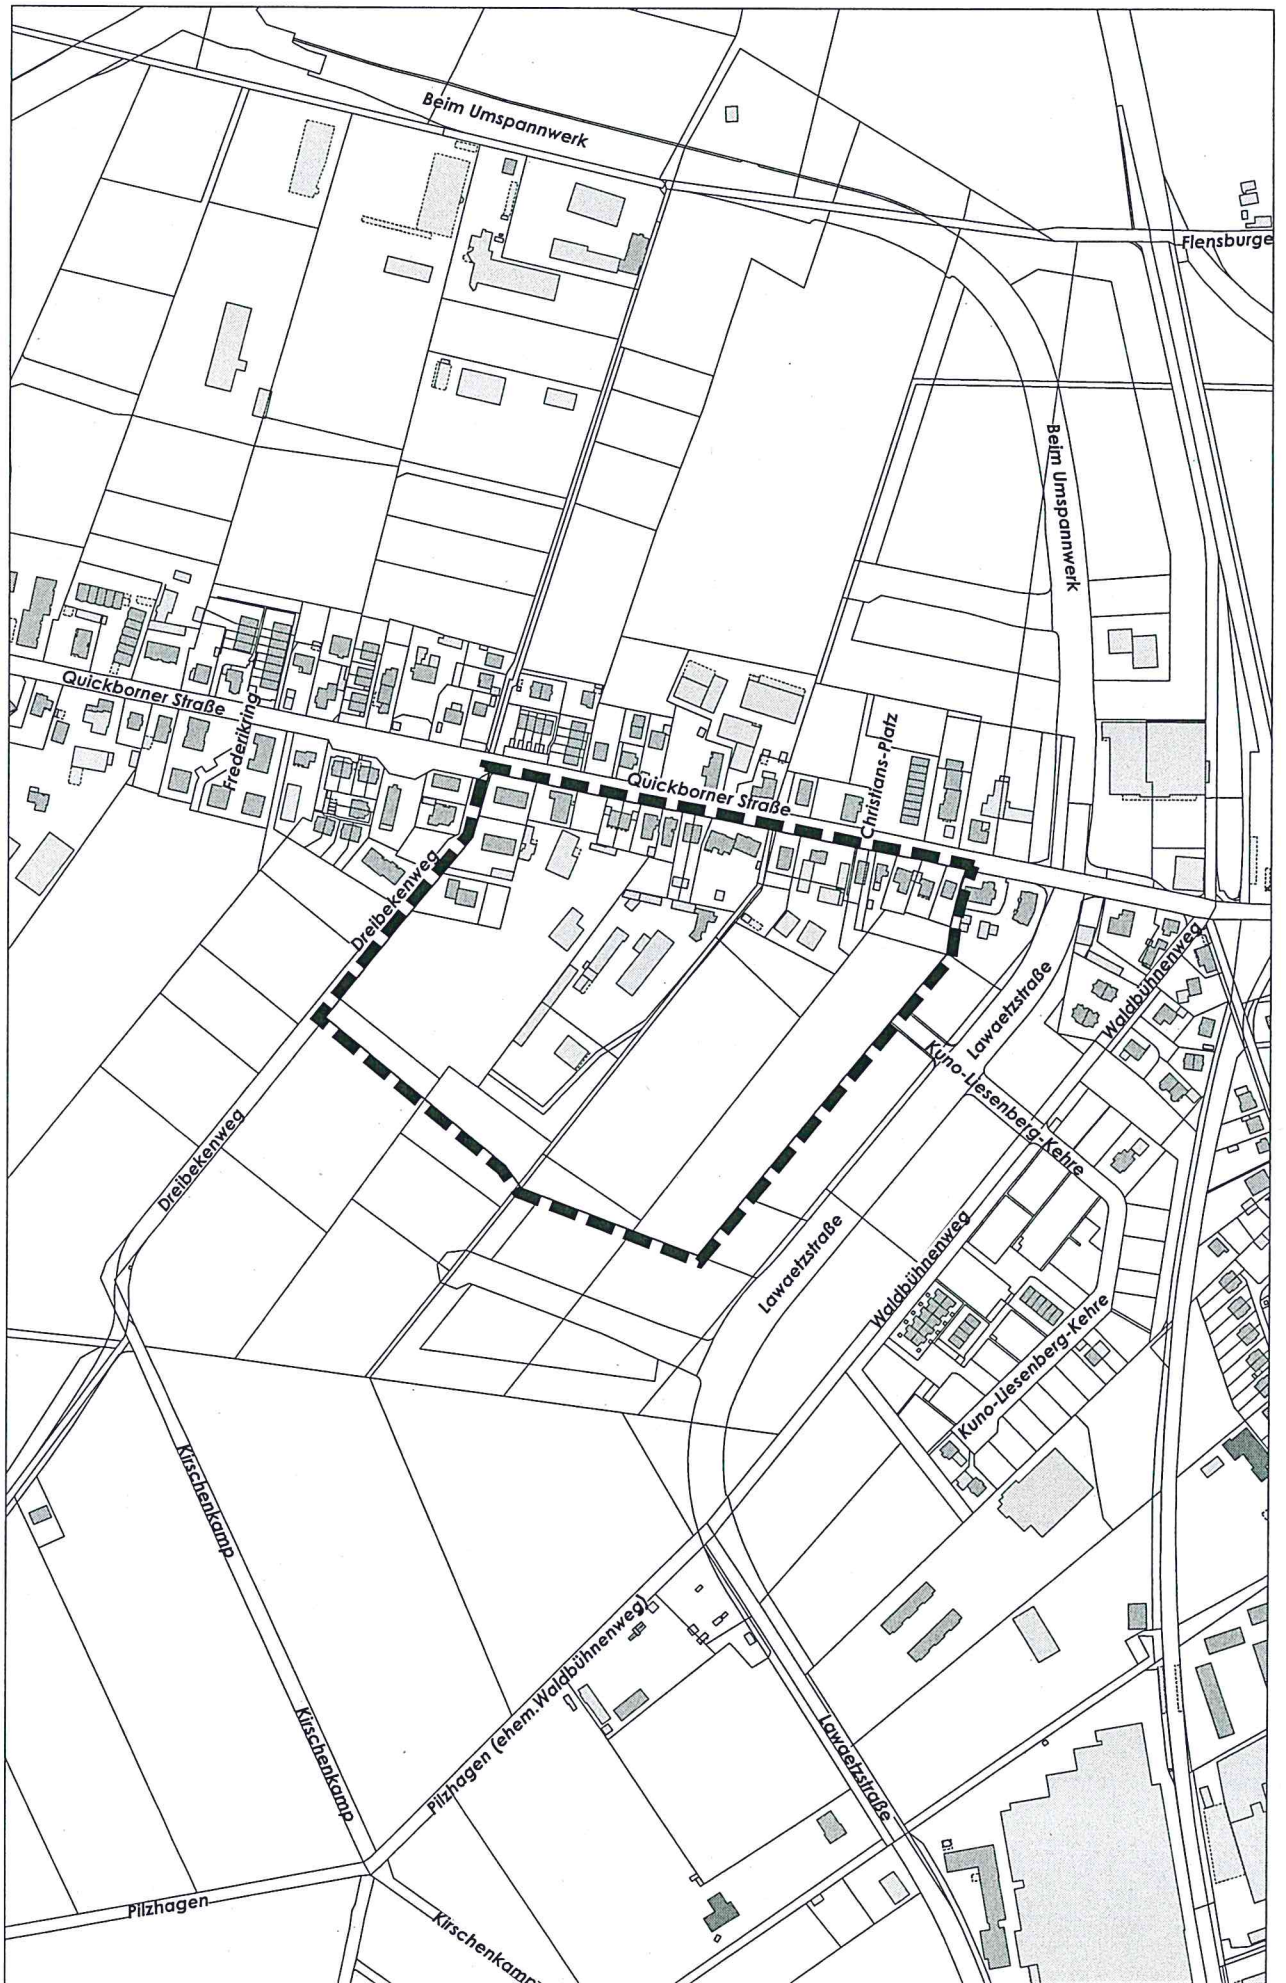 Beim Umspannwerk
Flensburge
Beim Umspannwerk
Quickborner Straße
Frederikring
Quickborner Straße
Christians-Platz
Dreibekenweg
Lawaetzstraße
Waldbühnenweg
Kuno-Liesenberg-Kehre
Dreibekenweg
Lawaetzstraße
Waldbühnenweg
Kuno-Liesenberg-Kehre
Kirschenkamp
Kirschenkamp
Pilzhagen (ehem.Waldbühnenweg)
Lawaetzstraße
Pilzhagen
Kirschenkamp